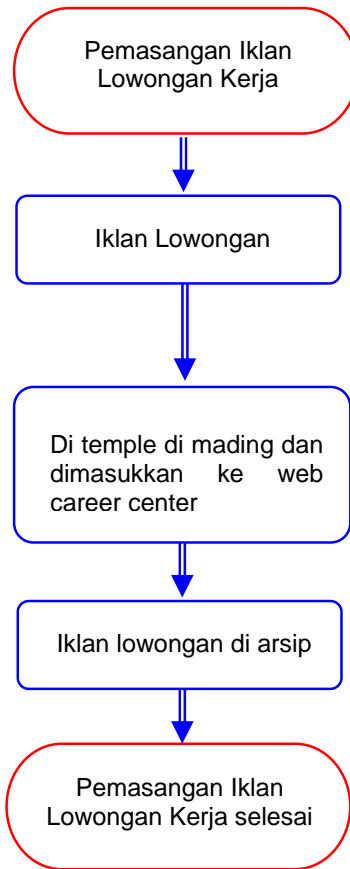 Pemasangan Iklan
Lowongan Kerja
Iklan Lowongan
Di temple di mading dan
dimasukkan ke web
career center
Iklan lowongan di arsip
Pemasangan Iklan
Lowongan Kerja selesai